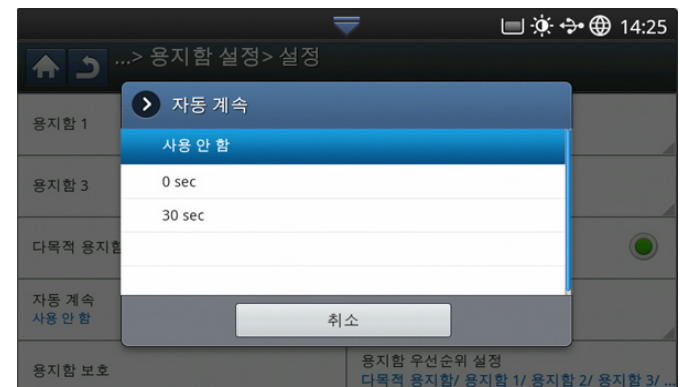 14:25
...> 용지함 설정> 설정
자동 계속
사용 안 함
0 sec
30 sec
취소
용지함 1
용지함 3
다목적 용지함
자동 계속
사용 안 함
용지함 보호
용지함 우선순위 설정
다목적 용지함/ 용지함 1/ 용지함 2/ 용지함 3/ ...